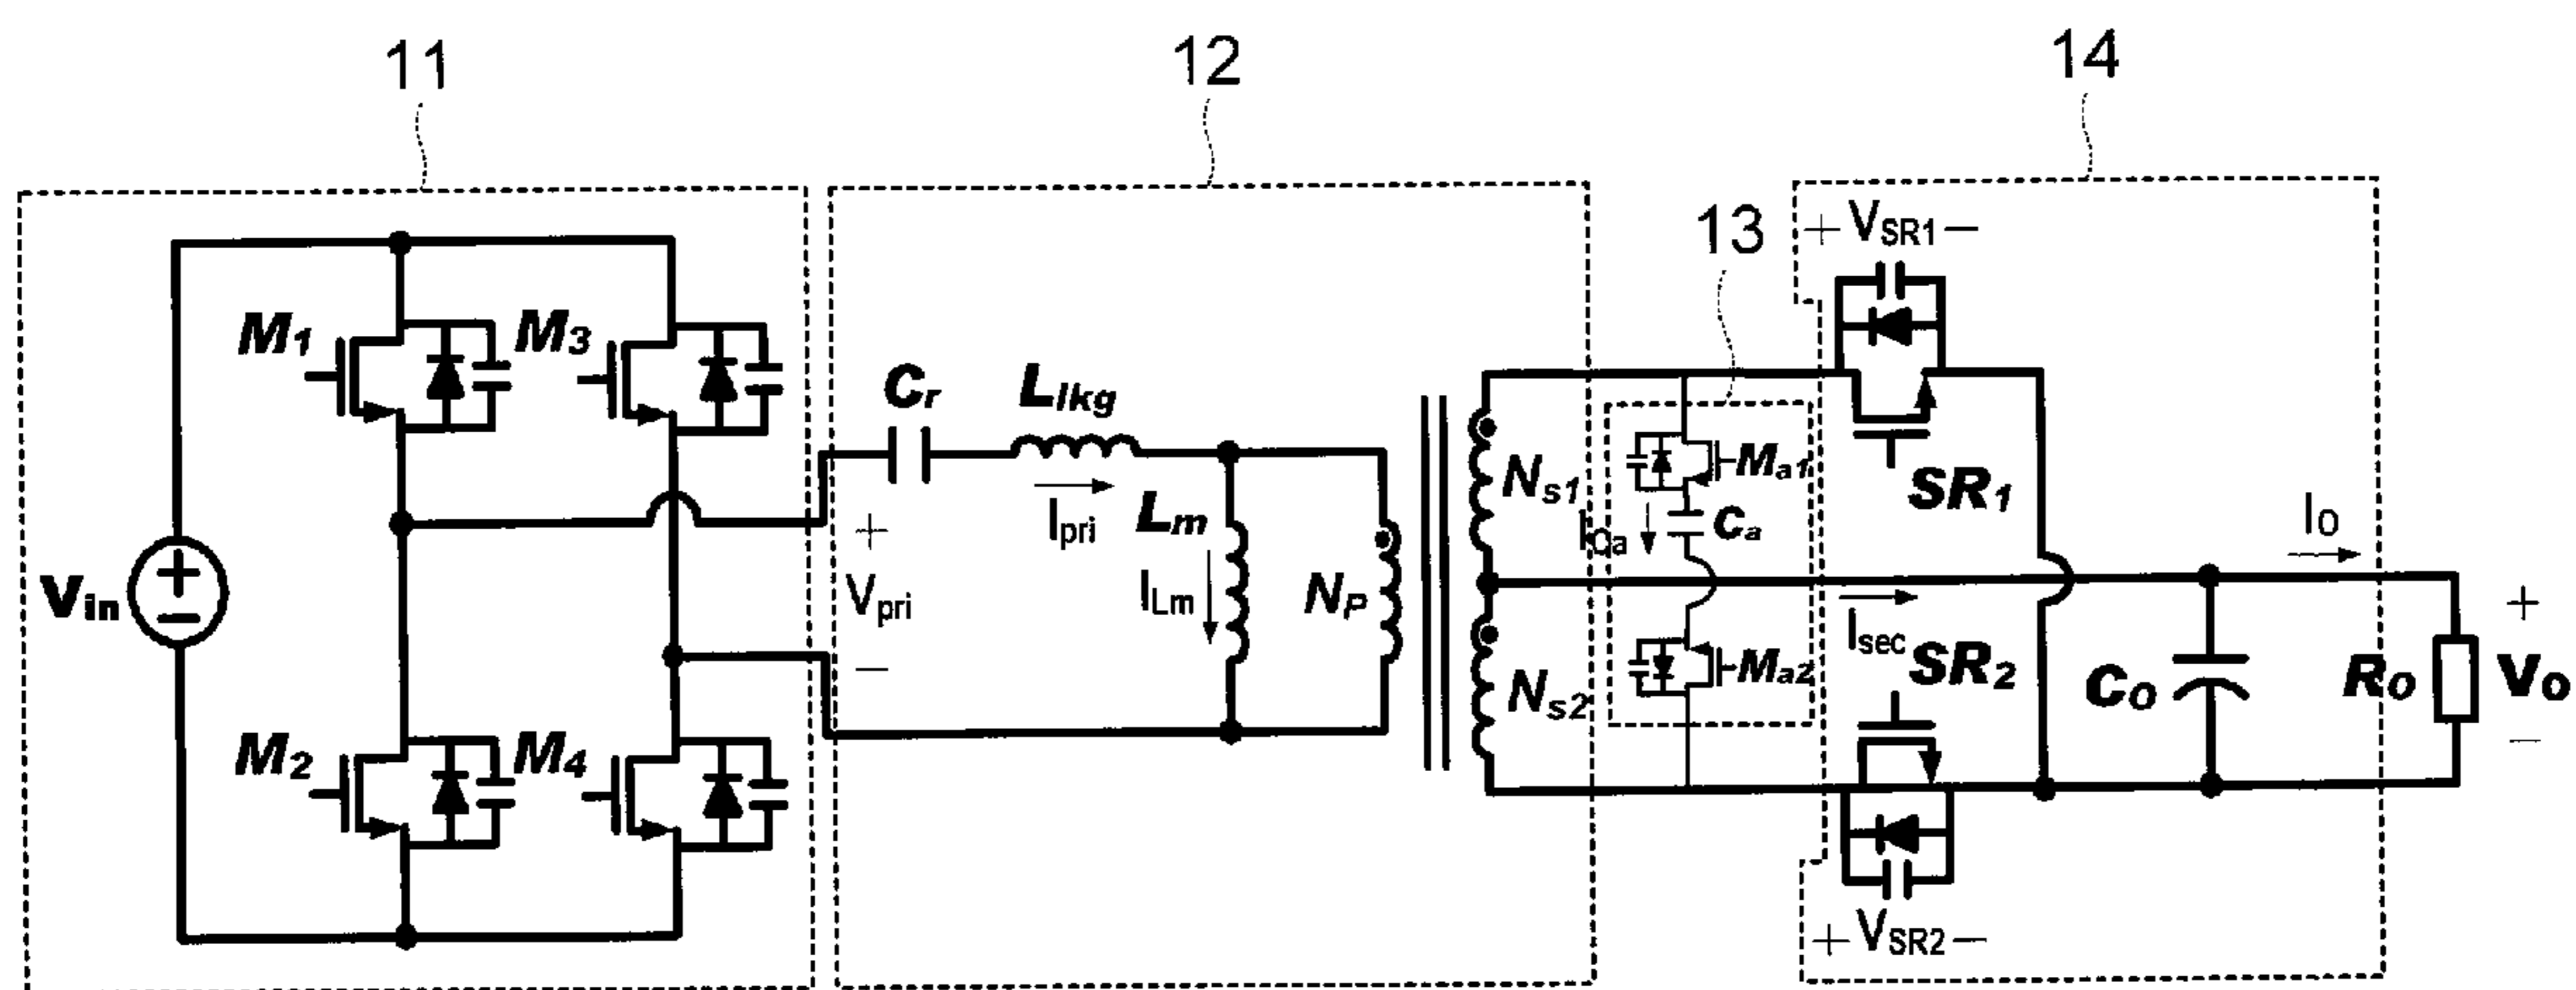 11
12
13
14
+ VSR1 −
M1
M3
Cr
Llkg
Ipri
Lm
ILm
NP
Ns1
Ma1
ICa
Ca
SR1
IO
Vin
+
−
+
Vpri
−
Isec
SR2
CO
RO
+
VO
−
Ns2
Ma2
M2
M4
+ VSR2 −